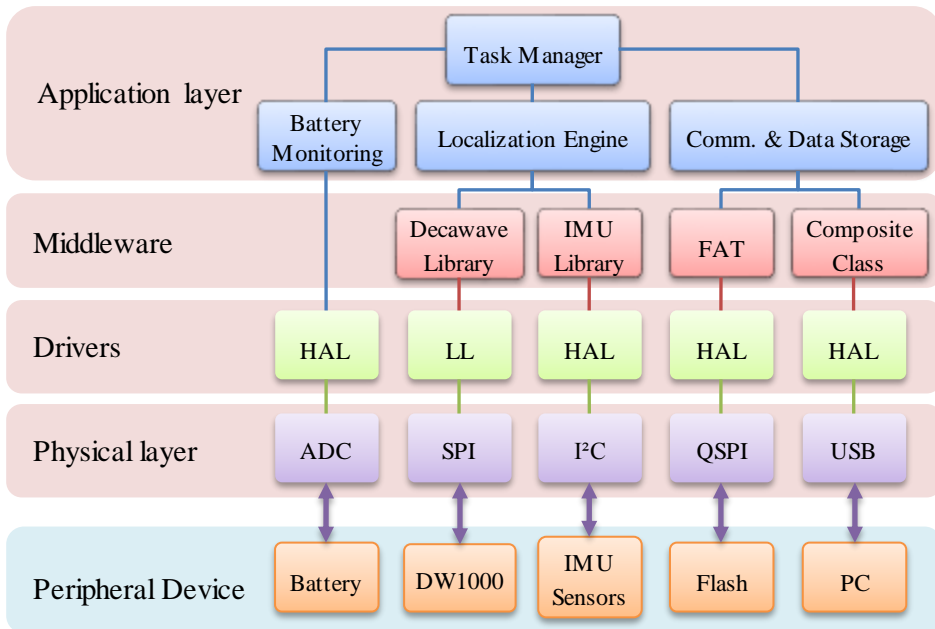 Task Manager
Application layer
Battery
Monitoring
Localization Engine
Comm. & Data Storage
Middleware
Decawave
Library
IMU
Library
FAT
Composite
Class
Drivers
HAL
LL
HAL
HAL
HAL
Physical layer
ADC
SPI
I²C
QSPI
USB
Peripheral Device
Battery
DW1000
IMU
Sensors
Flash
PC